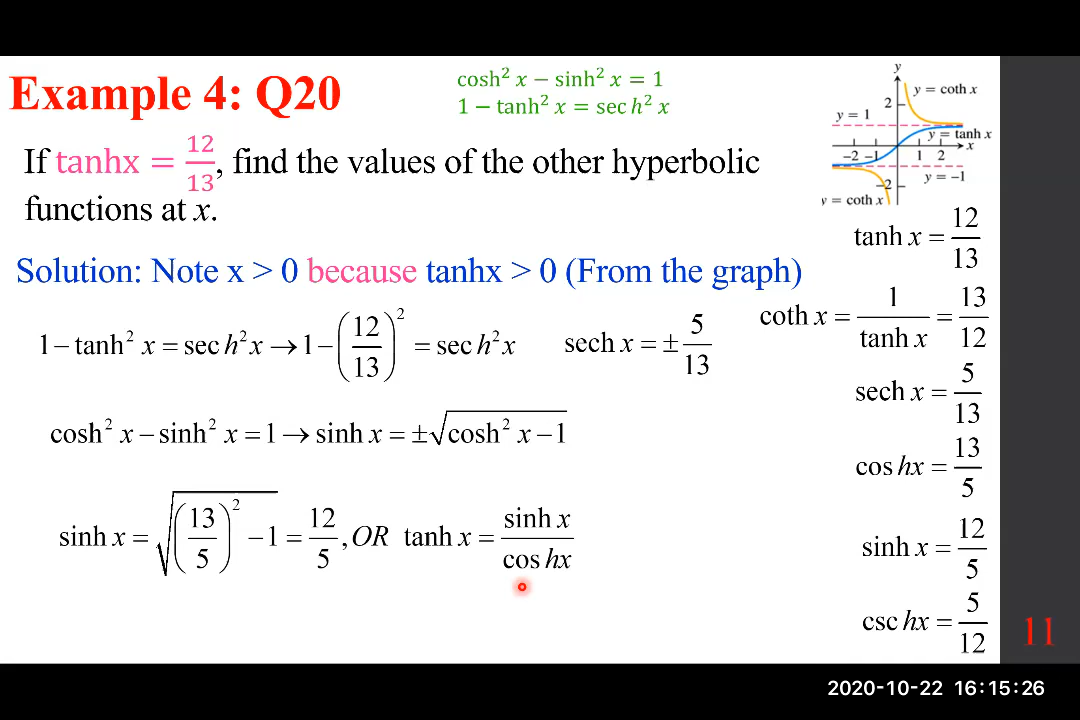 Example 4: Q20
cosh² x − sinh² x = 1
1 − tanh² x = sec h² x
If tanhx = 12/13, find the values of the other hyperbolic
functions at x.
Solution: Note x > 0 because tanhx > 0 (From the graph)
1 − tanh² x = sec h² x → 1 − (12/13)² = sec h² x
sech x = ± 5/13
cosh² x − sinh² x = 1 → sinh x = ±√(cosh² x − 1)
sinh x = √((13/5)² − 1) = 12/5, OR tanh x = sinh x / cos hx
y
y = coth x
2
y = 1
y = tanh x
x
−2 −1 1 2
y = −1
−2
y = coth x
tanh x = 12/13
coth x = 1/tanh x = 13/12
sech x = 5/13
cos hx = 13/5
sinh x = 12/5
csc hx = 5/12
11
2020-10-22 16:15:26